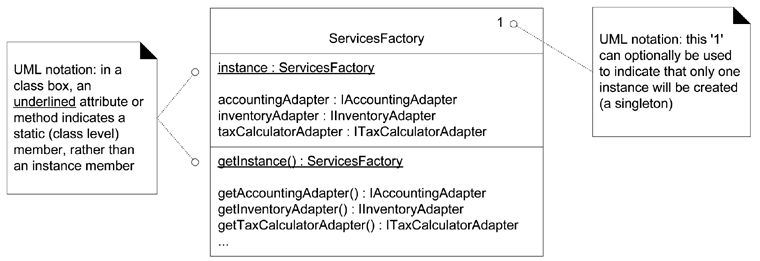 UML notation: in a
class box, an
underlined attribute or
method indicates a
static (class level)
member, rather than
an instance member
1
ServicesFactory
instance : ServicesFactory
accountingAdapter : IAccountingAdapter
inventoryAdapter : IInventoryAdapter
taxCalculatorAdapter : ITaxCalculatorAdapter
getInstance() : ServicesFactory
getAccountingAdapter() : IAccountingAdapter
getInventoryAdapter() : IInventoryAdapter
getTaxCalculatorAdapter() : ITaxCalculatorAdapter
...
UML notation: this '1'
can optionally be used
to indicate that only one
instance will be created
(a singleton)